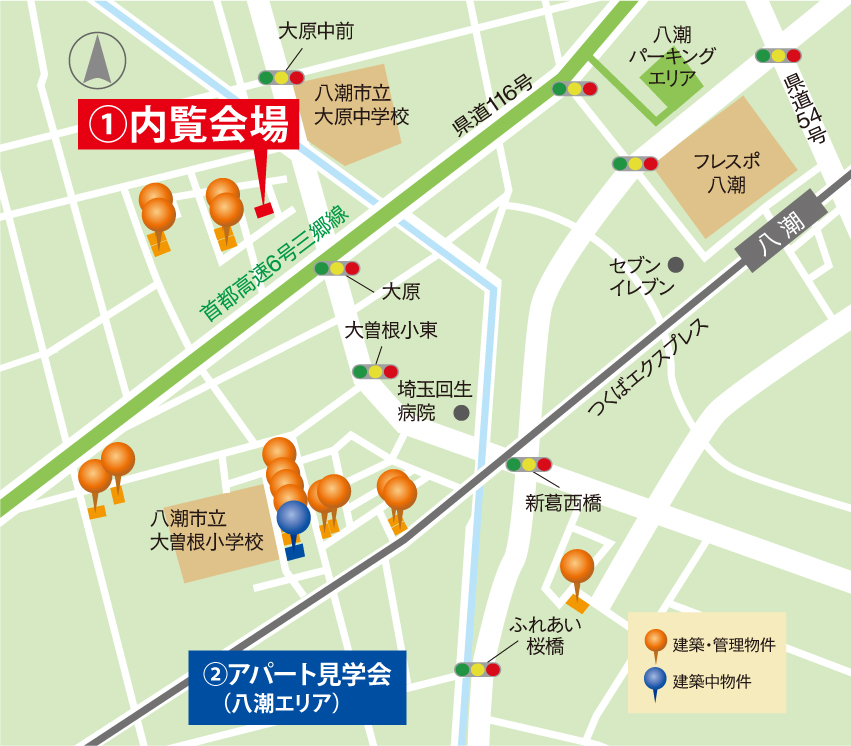 大原中前
八潮
パーキング
エリア
県道54号
県道116号
八潮市立
大原中学校
①内覧会場
フレスポ
八潮
八潮
首都高速6号三郷線
セブン
イレブン
大原
大曽根小東
つくばエクスプレス
埼玉回生
病院
新葛西橋
八潮市立
大曽根小学校
ふれあい
桜橋
②アパート見学会
（八潮エリア）
建築・管理物件
建築中物件